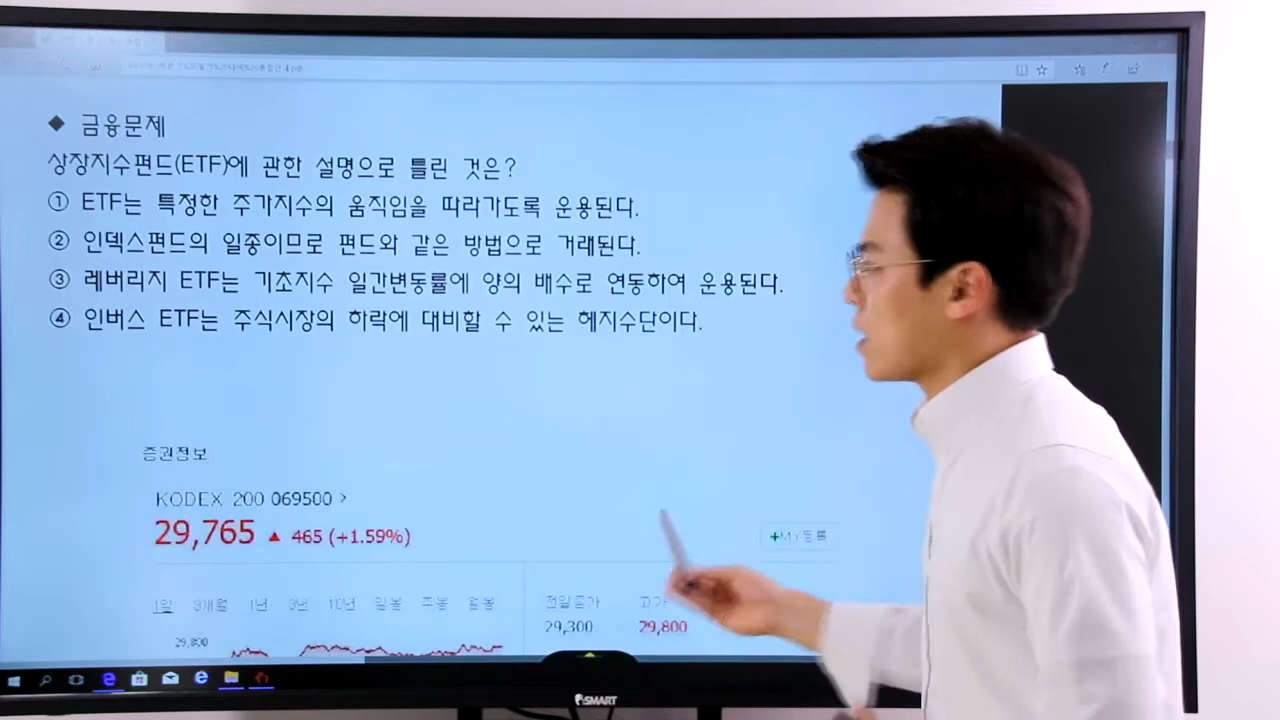 ◆ 금융문제
상장지수펀드(ETF)에 관한 설명으로 틀린 것은?
① ETF는 특정한 주가지수의 움직임을 따라가도록 운용된다.
② 인덱스펀드의 일종이므로 펀드와 같은 방법으로 거래된다.
③ 레버리지 ETF는 기초지수 일간변동률에 양의 배수로 연동하여 운용된다.
④ 인버스 ETF는 주식시장의 하락에 대비할 수 있는 헤지수단이다.
증권정보
KODEX 200 069500 >
29,765 ▲ 465 (+1.59%)
+MY등록
1일 3개월 1년 3년 10년 일봉 주봉 월봉
전일종가 고가
29,300 29,800
29,800
SMART